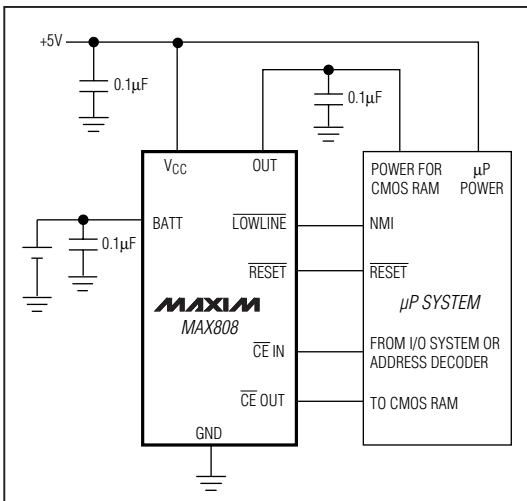 +5V
0.1µF
0.1µF
VCC
OUT
POWER FOR
CMOS RAM
µP
POWER
BATT
LOWLINE
NMI
0.1µF
RESET
RESET
MAXIM
MAX808
µP SYSTEM
CE IN
FROM I/O SYSTEM OR
ADDRESS DECODER
CE OUT
TO CMOS RAM
GND